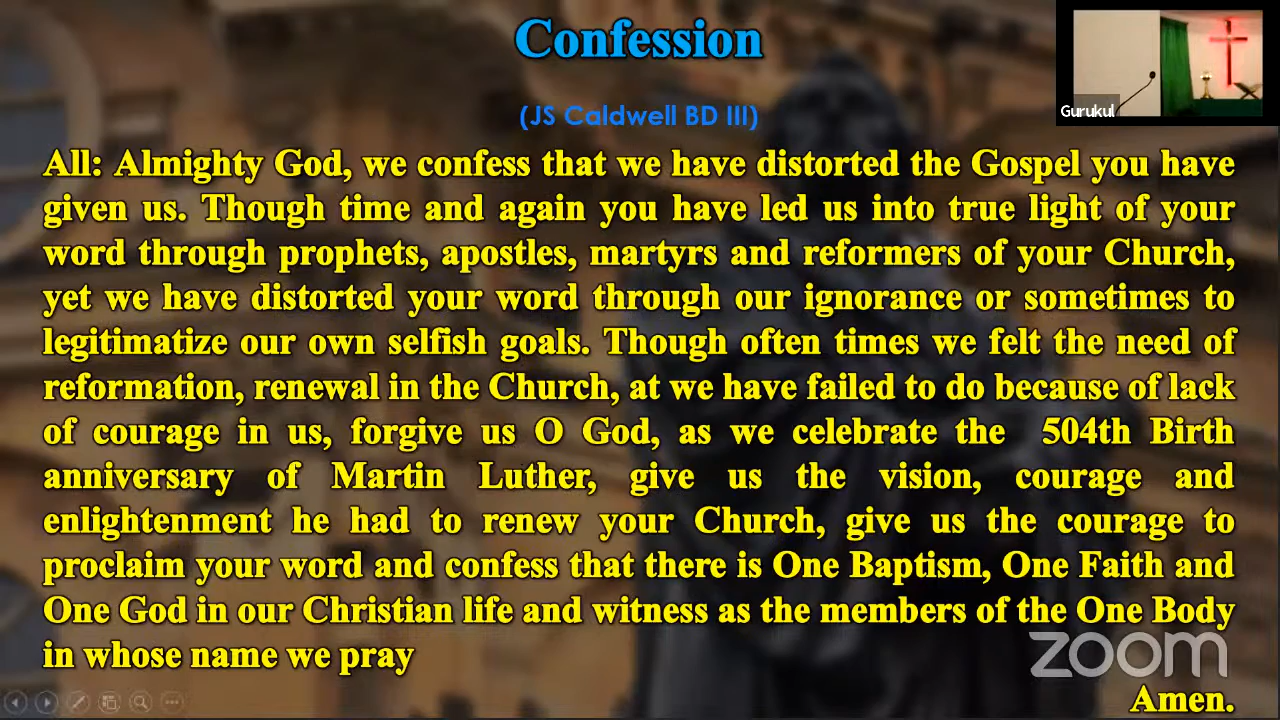 Confession
(JS Caldwell BD III)
Gurukul
All: Almighty God, we confess that we have distorted the Gospel you have
given us. Though time and again you have led us into true light of your
word through prophets, apostles, martyrs and reformers of your Church,
yet we have distorted your word through our ignorance or sometimes to
legitimatize our own selfish goals. Though often times we felt the need of
reformation, renewal in the Church, at we have failed to do because of lack
of courage in us, forgive us O God, as we celebrate the 504th Birth
anniversary of Martin Luther, give us the vision, courage and
enlightenment he had to renew your Church, give us the courage to
proclaim your word and confess that there is One Baptism, One Faith and
One God in our Christian life and witness as the members of the One Body
in whose name we pray
zoom
Amen.